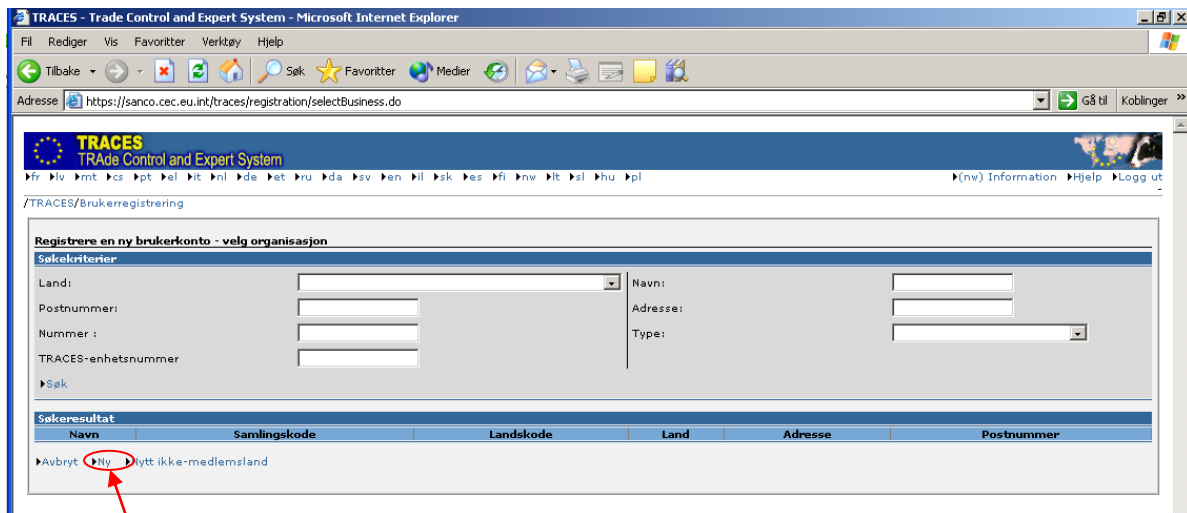 TRACES - Trade Control and Expert System - Microsoft Internet Explorer
Fil Rediger Vis Favoritter Verktøy Hjelp
Tilbake Søk Favoritter Medier
Adresse https://sanco.cec.eu.int/traces/registration/selectBusiness.do Gå til Koblinger »
TRACES
TRAde Control and Expert System
fr lv mt cs pt el it nl de et ru da sv en il sk es fi nw lt sl hu pl (nw) Information Hjelp Logg ut
-
/TRACES/Brukerregistrering
Registrere en ny brukerkonto - velg organisasjon
Søkekriterier
Land: Navn:
Postnummer: Adresse:
Nummer : Type:
TRACES-enhetsnummer
Søk
Søkeresultat
Navn Samlingskode Landskode Land Adresse Postnummer
Avbryt Ny Nytt ikke-medlemsland